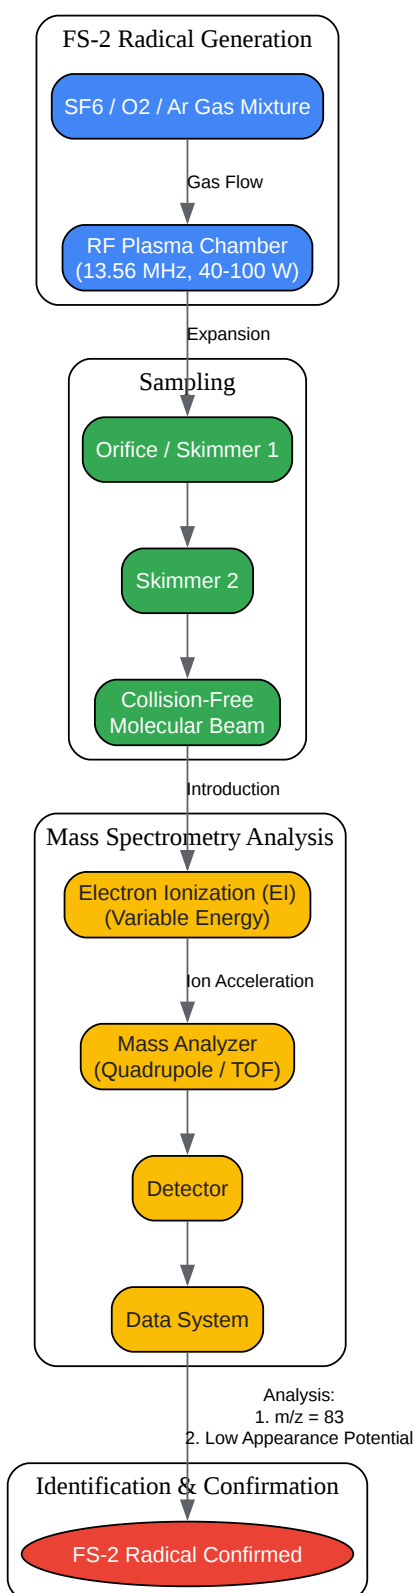 FS-2 Radical Generation
SF6 / O2 / Ar Gas Mixture
Gas Flow
RF Plasma Chamber
(13.56 MHz, 40-100 W)
Expansion
Sampling
Orifice / Skimmer 1
Skimmer 2
Collision-Free
Molecular Beam
Introduction
Mass Spectrometry Analysis
Electron Ionization (EI)
(Variable Energy)
Ion Acceleration
Mass Analyzer
(Quadrupole / TOF)
Detector
Data System
Analysis:
1. m/z = 83
2. Low Appearance Potential
Identification & Confirmation
FS-2 Radical Confirmed